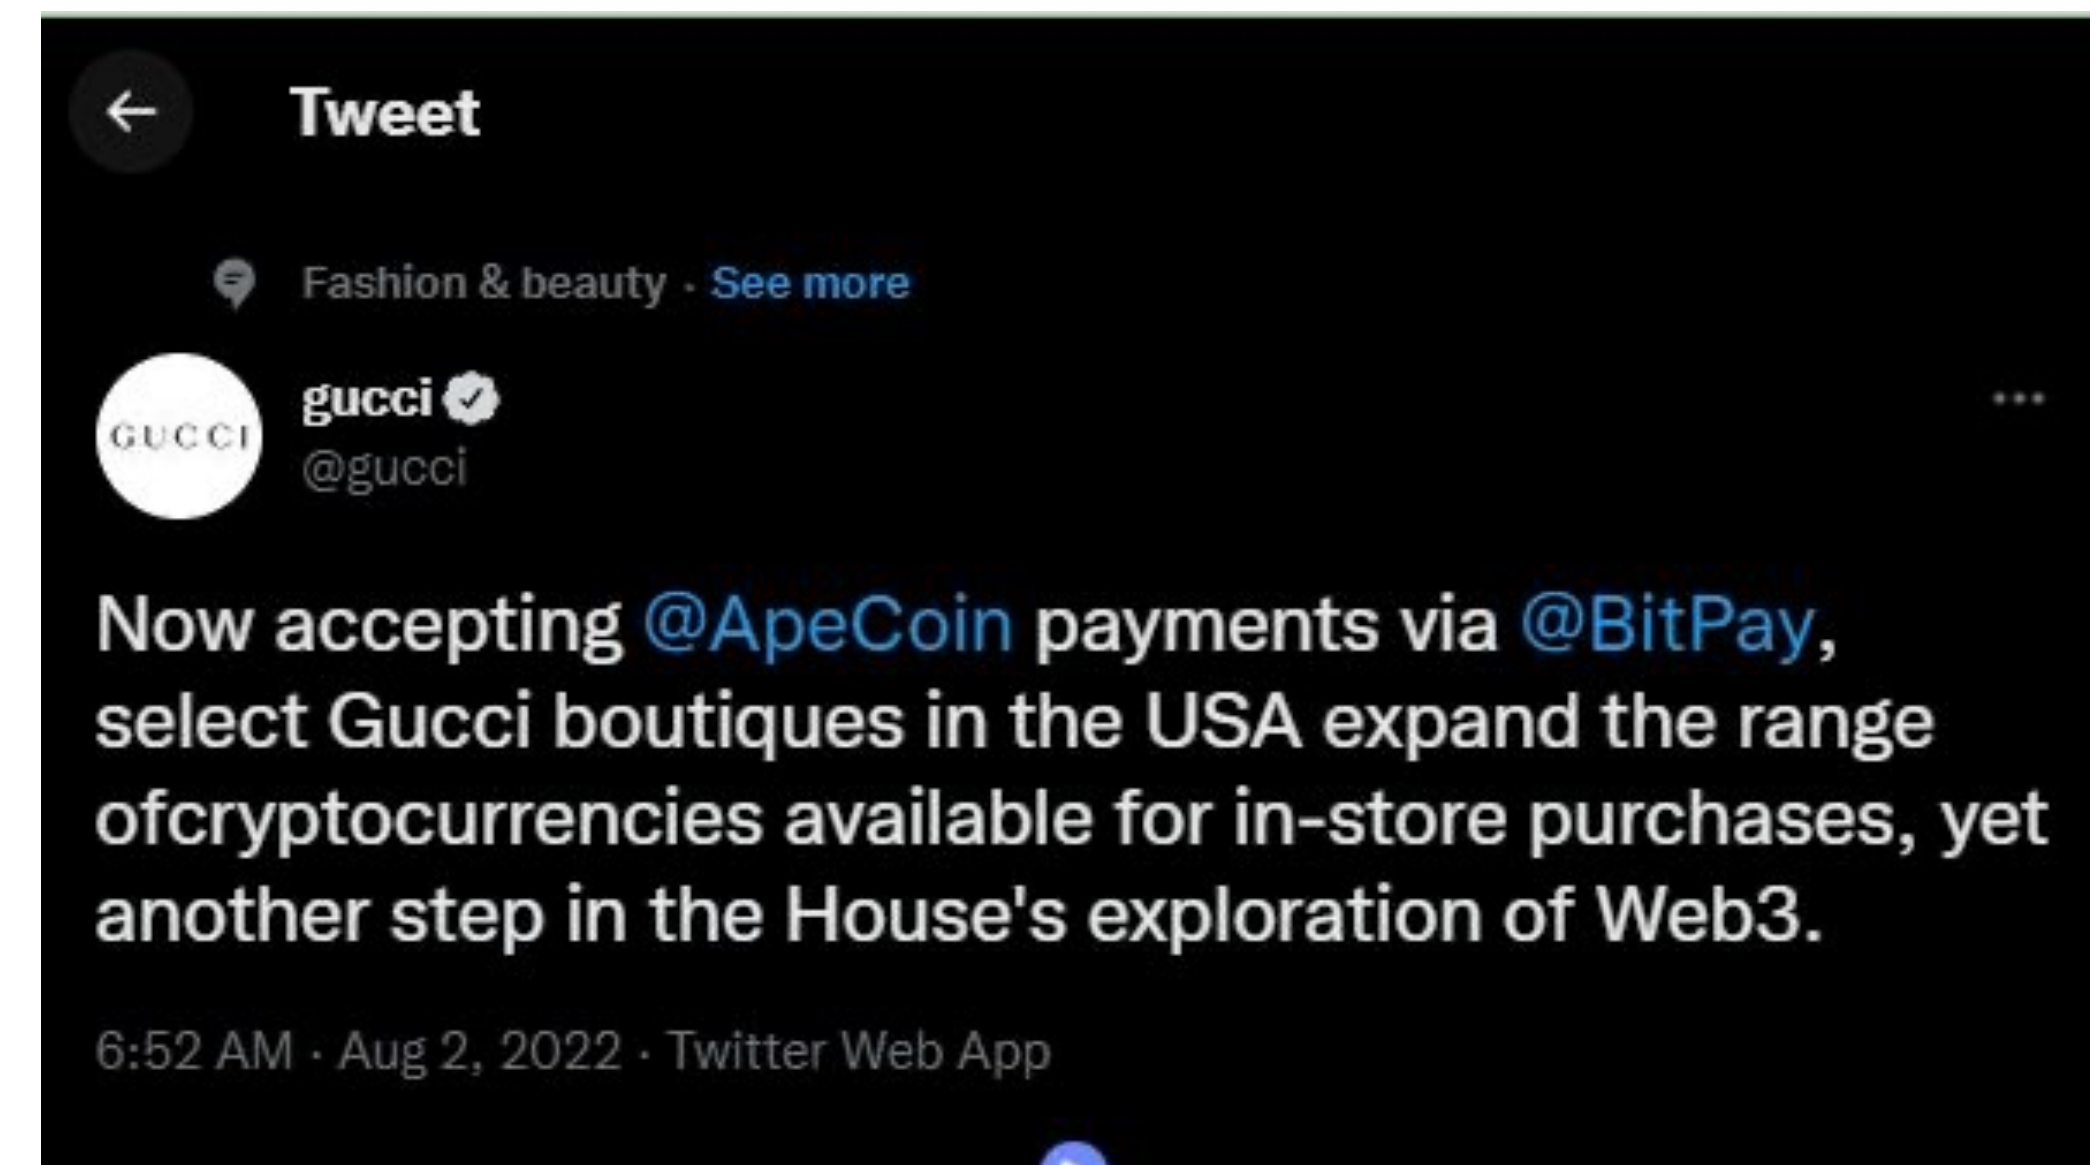 Tweet
Fashion & beauty · See more
GUCCI
gucci
@gucci
Now accepting @ApeCoin payments via @BitPay,
select Gucci boutiques in the USA expand the range
ofcryptocurrencies available for in-store purchases, yet
another step in the House's exploration of Web3.
6:52 AM · Aug 2, 2022 · Twitter Web App